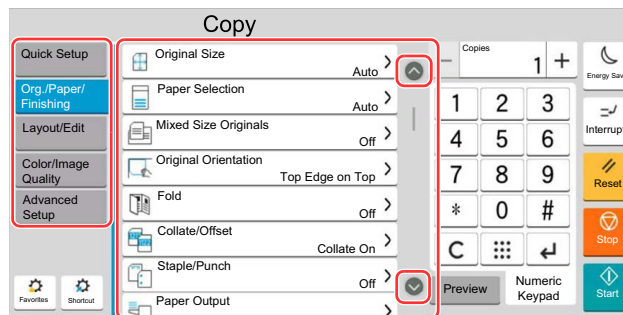 Copy
Quick Setup
Org./Paper/
Finishing
Layout/Edit
Color/Image
Quality
Advanced
Setup
Favorites
Shortcut
Original Size
Auto
Paper Selection
Auto
Mixed Size Originals
Off
Original Orientation
Top Edge on Top
Fold
Off
Collate/Offset
Collate On
Staple/Punch
Off
Paper Output
Copies
− 1 +
1 2 3
4 5 6
7 8 9
* 0 #
C
Preview
Numeric
Keypad
Energy Sav
Interrupt
Reset
Stop
Start